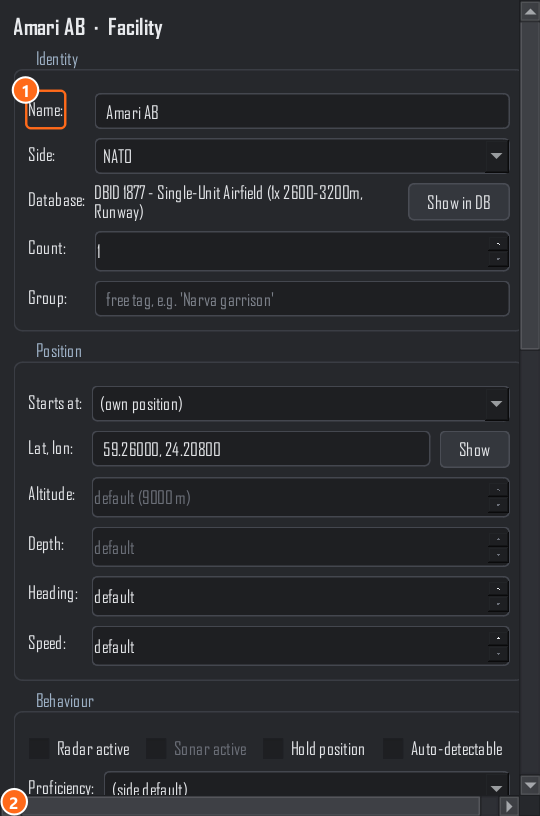 Amari AB · Facility
Identity
1
Name: Amari AB
Side: NATO
Database: DBID 1877 - Single-Unit Airfield (1x 2600-3200m, Runway) Show in DB
Count: 1
Group: free tag, e.g. 'Narva garrison'
Position
Starts at: (own position)
Lat, lon: 59.26000, 24.20800 Show
Altitude: default (9000 m)
Depth: default
Heading: default
Speed: default
Behaviour
Radar active Sonar active Hold position Auto-detectable
Proficiency: (side default)
2